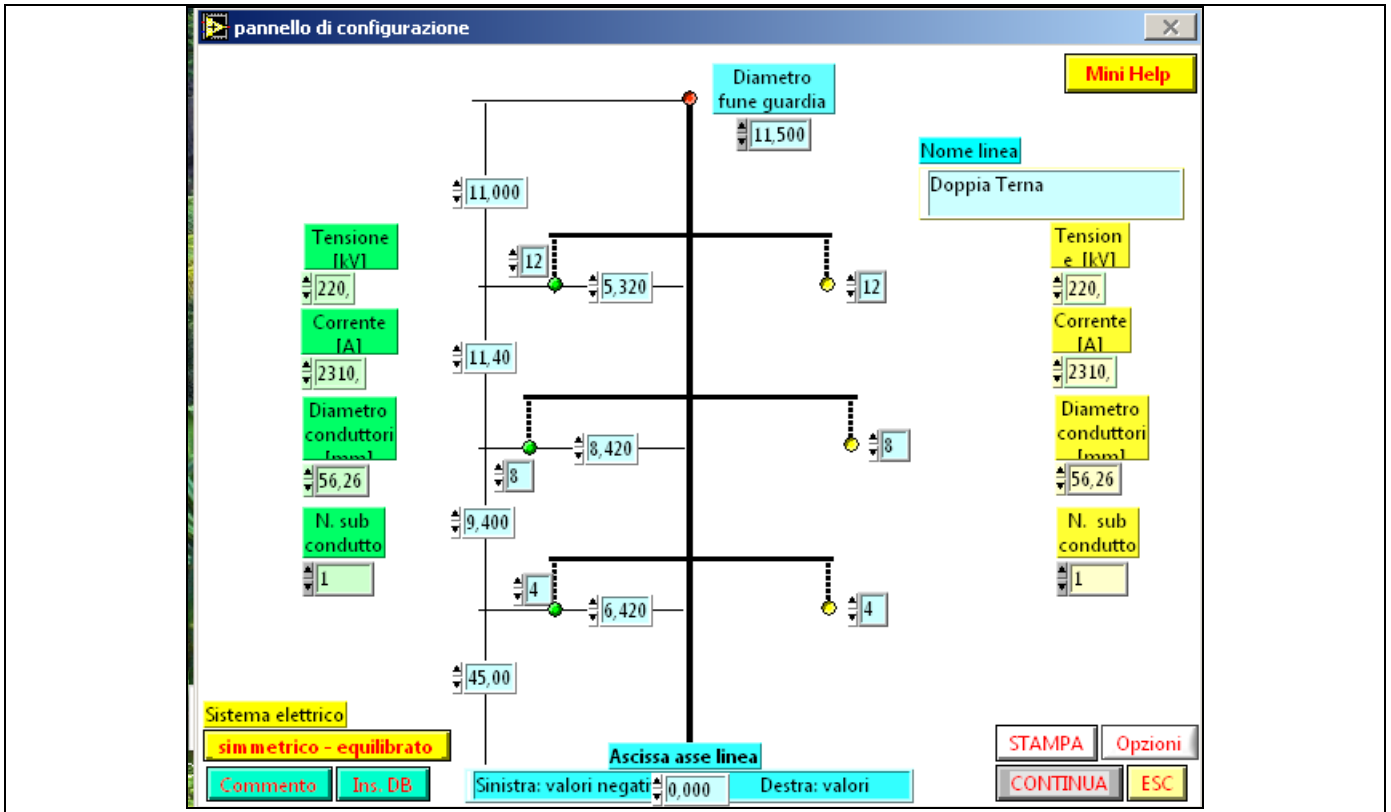 pannello di configurazione
Mini Help
Diametro
fune guardia
11,500
Nome linea
Doppia Terna
11,000
Tensione
[kV]
220,
12
5,320
12
Tension
e [kV]
220,
Corrente
[A]
2310,
11,40
Corrente
[A]
2310,
Diametro
conduttori
[mm]
56,26
8,420
8
8
Diametro
conduttori
[mm]
56,26
N. sub
condutto
1
9,400
N. sub
condutto
1
4
6,420
4
45,00
Sistema elettrico
simmetrico - equilibrato
Commento
Ins. DB
Ascissa asse linea
Sinistra: valori negati
0,000
Destra: valori
STAMPA
Opzioni
CONTINUA
ESC